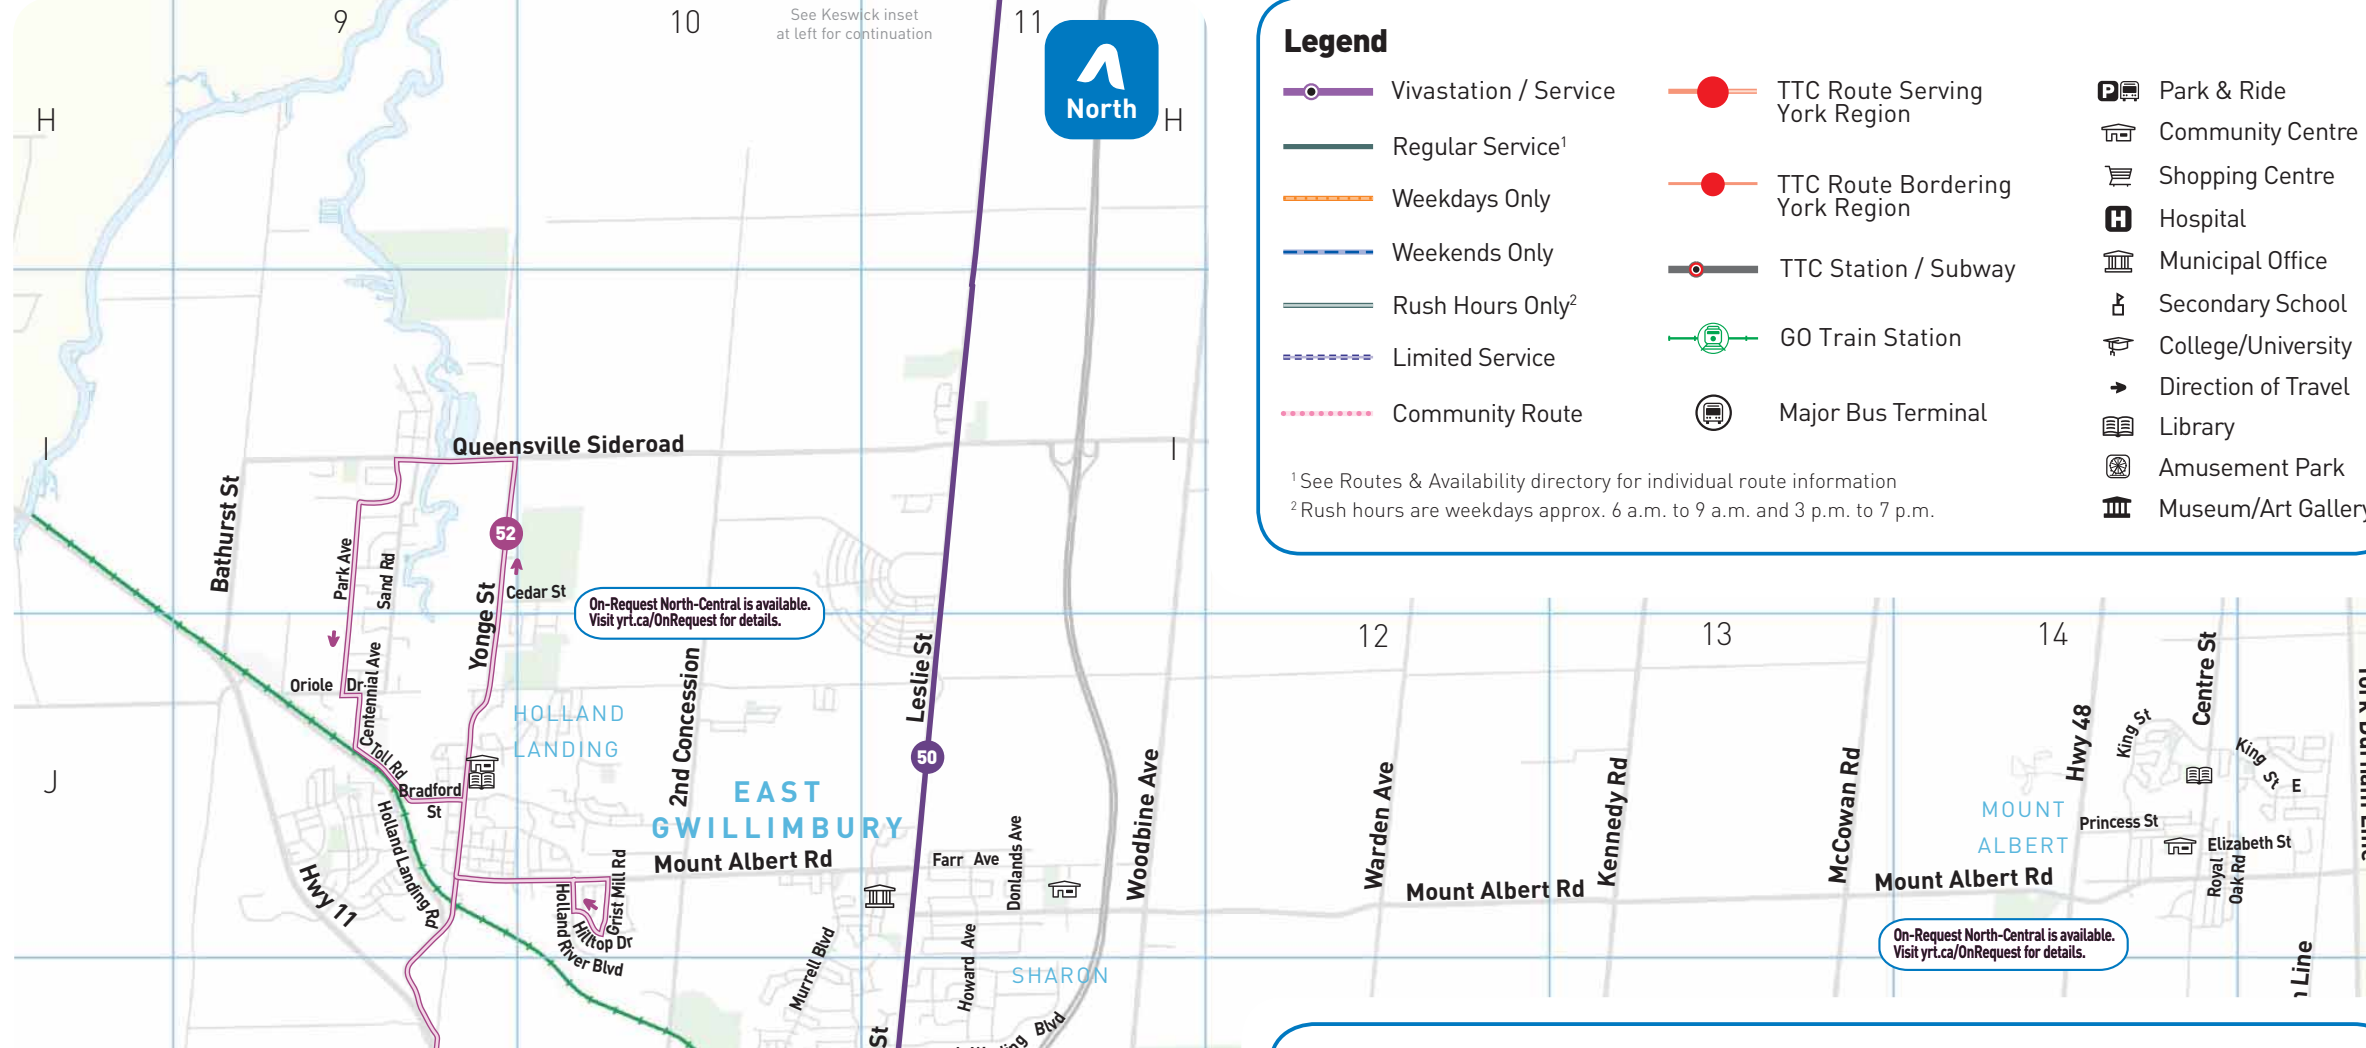 9
10
See Keswick inset
at left for continuation
11
North
H
H
Legend
Vivastation / Service
Regular Service¹
Weekdays Only
Weekends Only
Rush Hours Only²
Limited Service
Community Route
TTC Route Serving
York Region
TTC Route Bordering
York Region
TTC Station / Subway
GO Train Station
Major Bus Terminal
P
Park & Ride
Community Centre
Shopping Centre
H
Hospital
Municipal Office
Secondary School
College/University
Direction of Travel
Library
Amusement Park
Museum/Art Gallery
¹ See Routes & Availability directory for individual route information
² Rush hours are weekdays approx. 6 a.m. to 9 a.m. and 3 p.m. to 7 p.m.
I
I
Queensville Sideroad
Bathurst St
Park Ave
Sand Rd
52
Yonge St
Cedar St
On-Request North-Central is available.
Visit yrt.ca/OnRequest for details.
Oriole Dr
Centennial Ave
HOLLAND
LANDING
2nd Concession
Leslie St
50
J
Toll Rd
Bradford
St
Holland Landing Rd
Hwy 11
EAST
GWILLIMBURY
Mount Albert Rd
Grist Mill Rd
Hilltop Dr
Holland River Blvd
Murrell Blvd
Farr Ave
Donlands Ave
Howard Ave
SHARON
Woodbine Ave
Blvd
St
12
13
14
Warden Ave
Kennedy Rd
McCowan Rd
Hwy 48
King St
Centre St
King St E
MOUNT
ALBERT
Princess St
Elizabeth St
Royal
Oak Rd
Mount Albert Rd
Mount Albert Rd
On-Request North-Central is available.
Visit yrt.ca/OnRequest for details.
Line